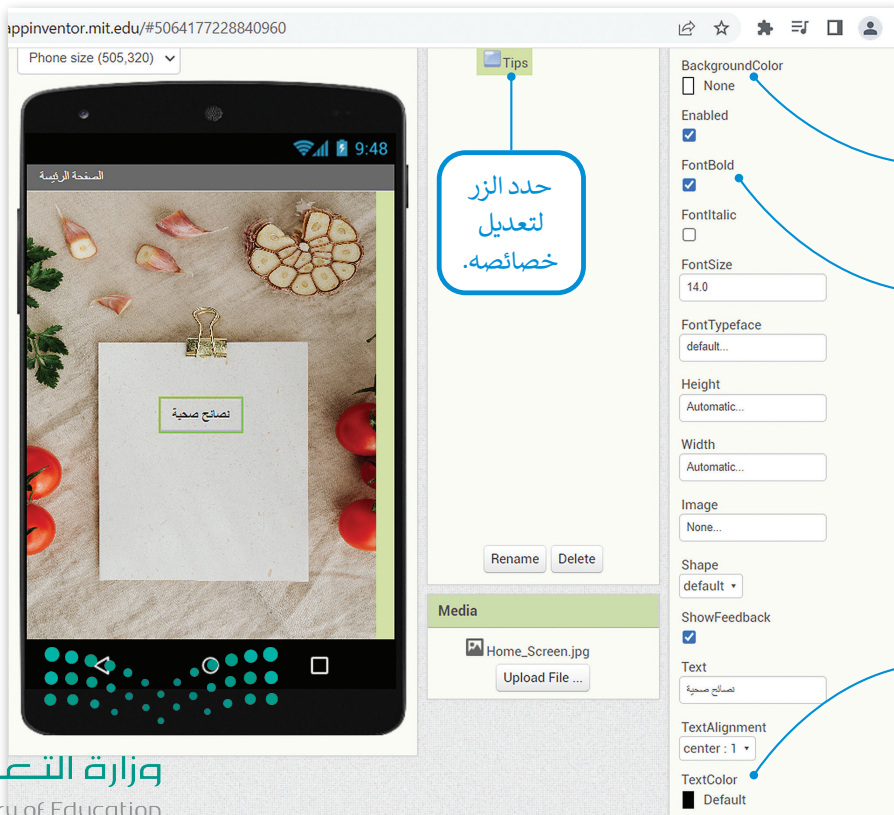 appinventor.mit.edu/#5064177228840960
Phone size (505,320)
9:48
الصفحة الرئيسة
نصائح صحية
Tips
حدد الزر
لتعديل
خصائصه.
Rename
Delete
Media
Home_Screen.jpg
Upload File ...
BackgroundColor
None
Enabled
FontBold
FontItalic
FontSize
14.0
FontTypeface
default...
Height
Automatic...
Width
Automatic...
Image
None...
Shape
default
ShowFeedback
Text
نصائح صحية
TextAlignment
center : 1
TextColor
Default
وزارة
of Education